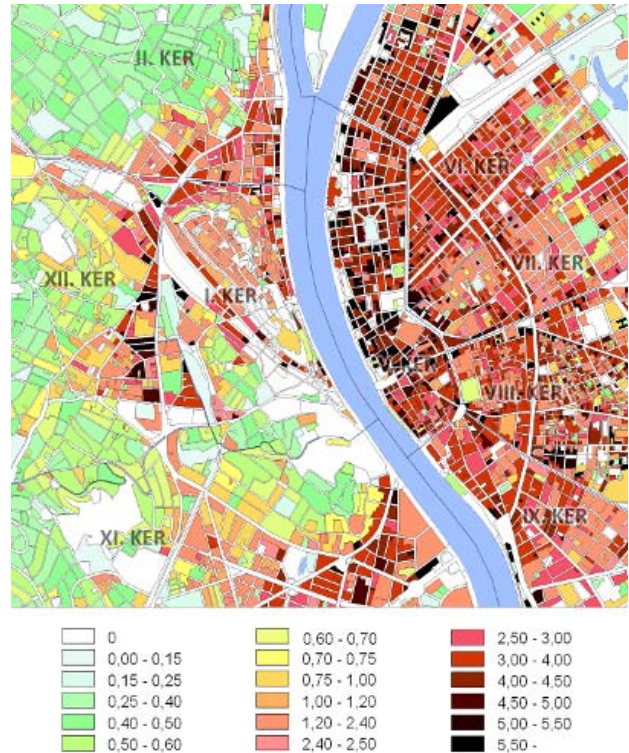 II. KER
VI. KER
XII. KER
I. KER
VII. KER
V. KER
VIII. KER
XI. KER
IX. KER
0
0,00 - 0,15
0,15 - 0,25
0,25 - 0,40
0,40 - 0,50
0,50 - 0,60
0,60 - 0,70
0,70 - 0,75
0,75 - 1,00
1,00 - 1,20
1,20 - 2,40
2,40 - 2,50
2,50 - 3,00
3,00 - 4,00
4,00 - 4,50
4,50 - 5,00
5,00 - 5,50
5,50 -